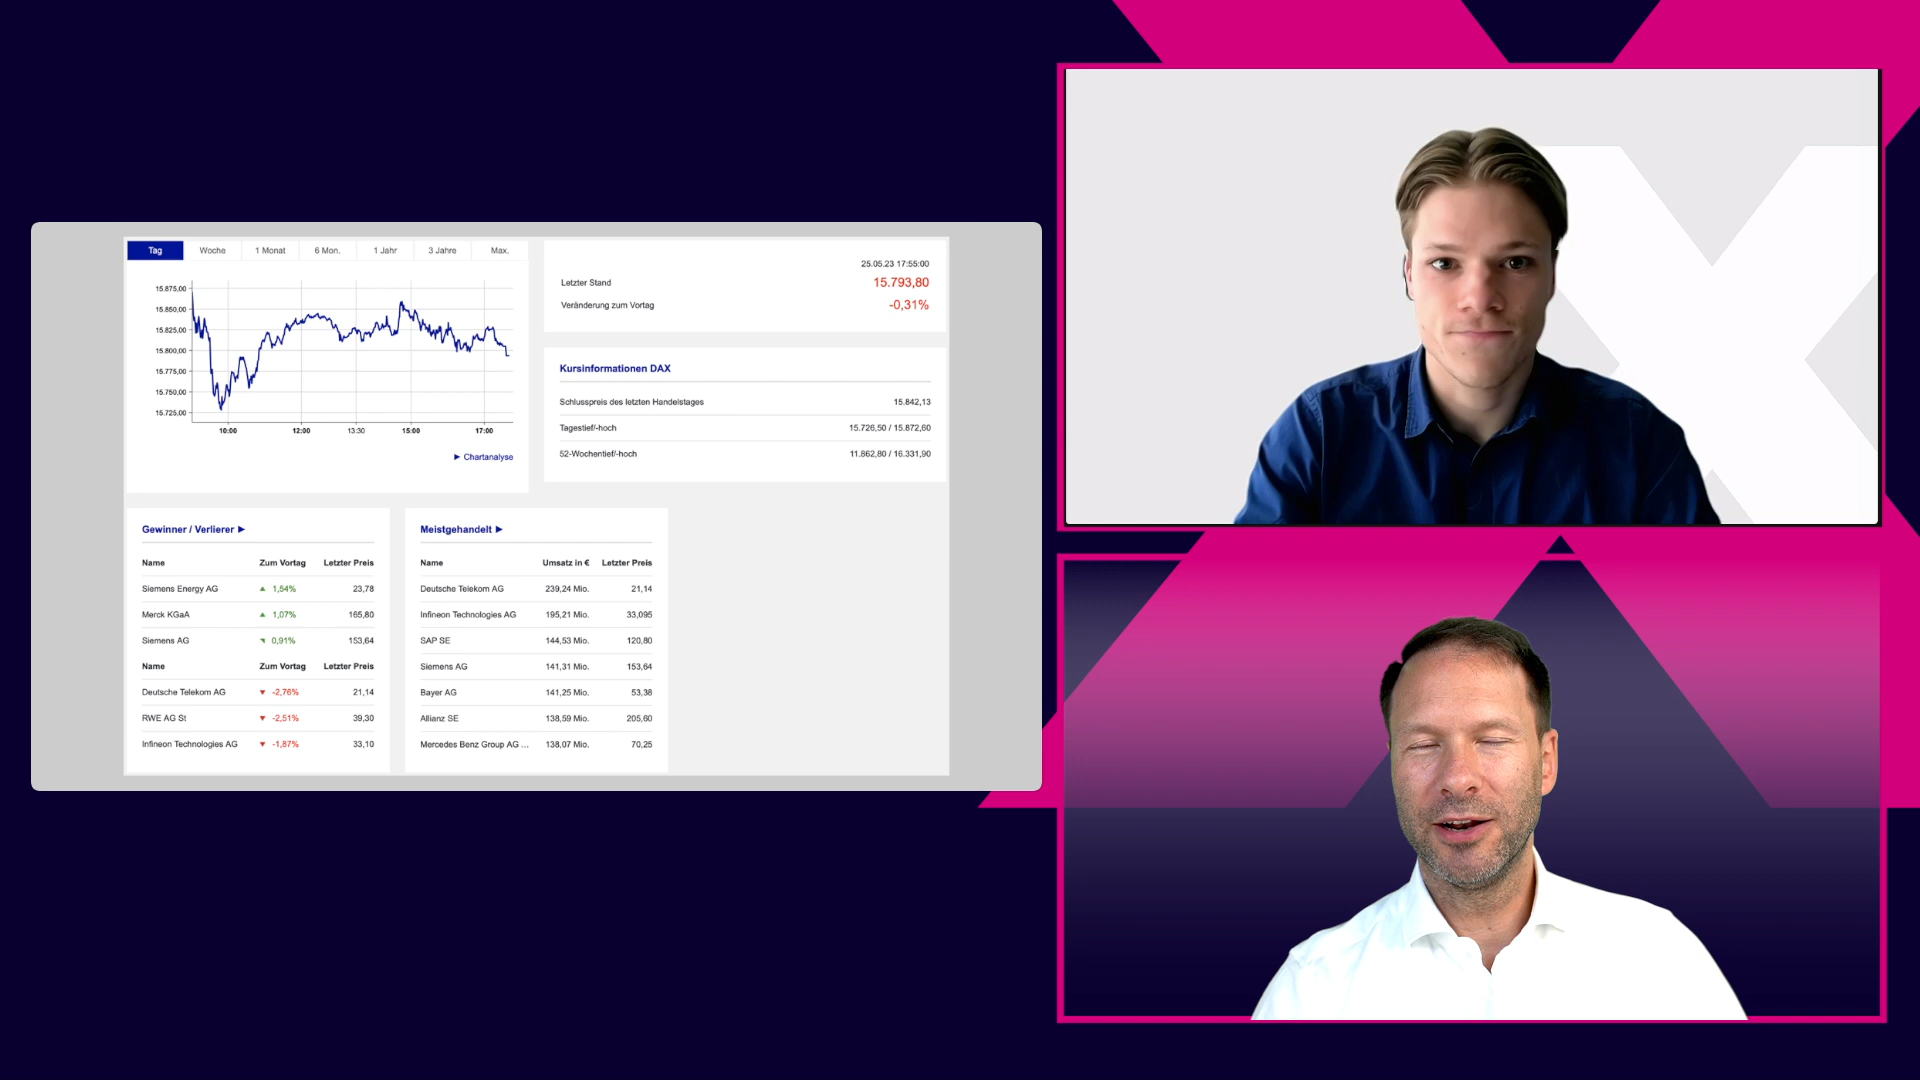 Tag Woche 1 Monat 6 Mon. 1 Jahr 3 Jahre Max.
15.875,00
15.850,00
15.825,00
15.800,00
15.775,00
15.750,00
15.725,00
10:00 12:00 13:30 15:00 17:00
► Chartanalyse
25.05.23 17:55:00
Letzter Stand 15.793,80
Veränderung zum Vortag -0,31%
Kursinformationen DAX
Schlusspreis des letzten Handelstages 15.842,13
Tagestief/-hoch 15.726,50 / 15.872,60
52-Wochentief/-hoch 11.862,80 / 16.331,90
Gewinner / Verlierer ►
Name Zum Vortag Letzter Preis
Siemens Energy AG ▲ 1,54% 23,78
Merck KGaA ▲ 1,07% 165,80
Siemens AG 0,91% 153,64
Name Zum Vortag Letzter Preis
Deutsche Telekom AG ▼ -2,76% 21,14
RWE AG St ▼ -2,51% 39,30
Infineon Technologies AG ▼ -1,87% 33,10
Meistgehandelt ►
Name Umsatz in € Letzter Preis
Deutsche Telekom AG 239,24 Mio. 21,14
Infineon Technologies AG 195,21 Mio. 33,095
SAP SE 144,53 Mio. 120,80
Siemens AG 141,31 Mio. 153,64
Bayer AG 141,25 Mio. 53,38
Allianz SE 138,59 Mio. 205,60
Mercedes Benz Group AG ... 138,07 Mio. 70,25